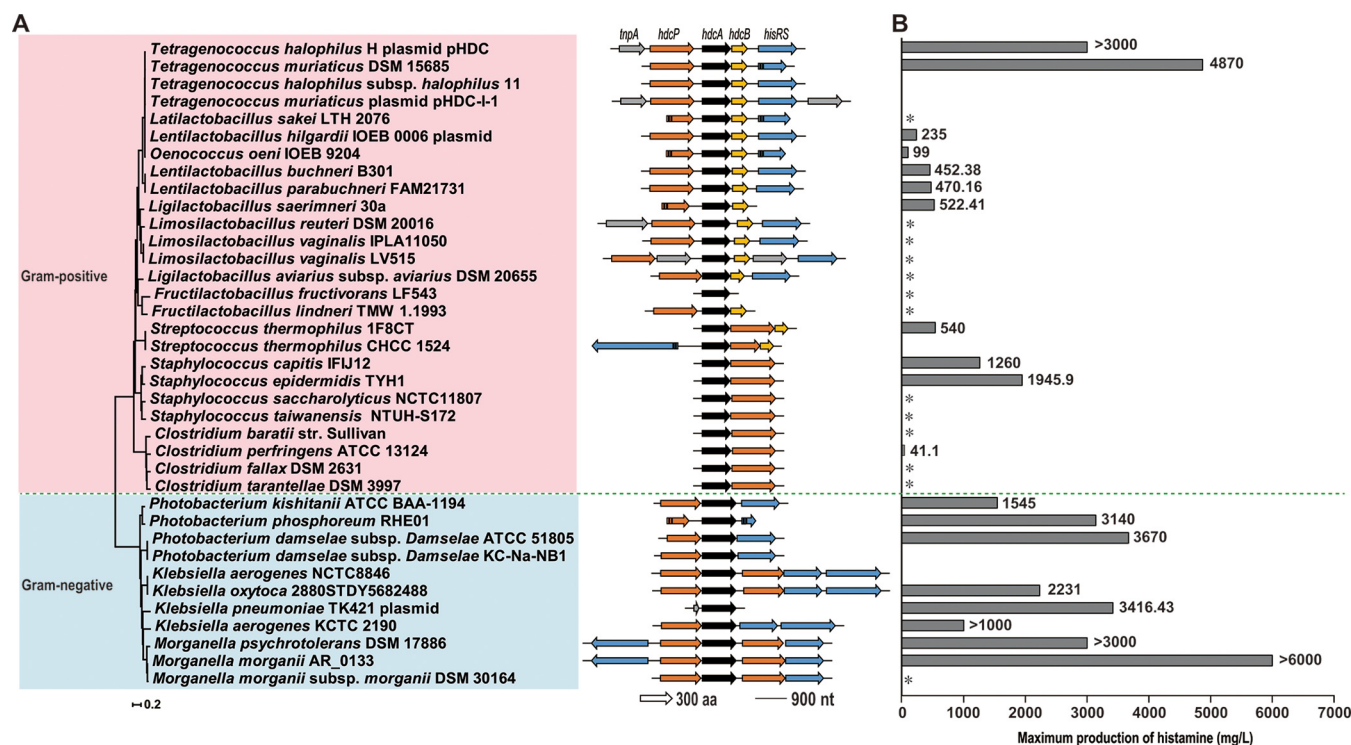 A
B
tnpA hdcP hdcA hdcB hisRS
Tetragenococcus halophilus H plasmid pHDC >3000
Tetragenococcus muriaticus DSM 15685 4870
Tetragenococcus halophilus subsp. halophilus 11
Tetragenococcus muriaticus plasmid pHDC-I-1
Latilactobacillus sakei LTH 2076 *
Lentilactobacillus hilgardii IOEB 0006 plasmid 235
Oenococcus oeni IOEB 9204 99
Lentilactobacillus buchneri B301 452.38
Lentilactobacillus parabuchneri FAM21731 470.16
Ligilactobacillus saerimneri 30a 522.41
Limosilactobacillus reuteri DSM 20016 *
Limosilactobacillus vaginalis IPLA11050 *
Limosilactobacillus vaginalis LV515 *
Gram-positive
Ligilactobacillus aviarius subsp. aviarius DSM 20655 *
Fructilactobacillus fructivorans LF543 *
Fructilactobacillus lindneri TMW 1.1993 *
Streptococcus thermophilus 1F8CT 540
Streptococcus thermophilus CHCC 1524
Staphylococcus capitis IFIJ12 1260
Staphylococcus epidermidis TYH1 1945.9
Staphylococcus saccharolyticus NCTC11807 *
Staphylococcus taiwanensis NTUH-S172 *
Clostridium baratii str. Sullivan *
Clostridium perfringens ATCC 13124 41.1
Clostridium fallax DSM 2631 *
Clostridium tarantellae DSM 3997 *
Photobacterium kishitanii ATCC BAA-1194 1545
Photobacterium phosphoreum RHE01 3140
Photobacterium damselae subsp. Damselae ATCC 51805 3670
Photobacterium damselae subsp. Damselae KC-Na-NB1
Klebsiella aerogenes NCTC8846
Gram-negative
Klebsiella oxytoca 2880STDY5682488 2231
Klebsiella pneumoniae TK421 plasmid 3416.43
Klebsiella aerogenes KCTC 2190 >1000
Morganella psychrotolerans DSM 17886 >3000
Morganella morganii AR_0133 >6000
Morganella morganii subsp. morganii DSM 30164 *
0.2
300 aa 900 nt
0 1000 2000 3000 4000 5000 6000 7000
Maximum production of histamine (mg/L)